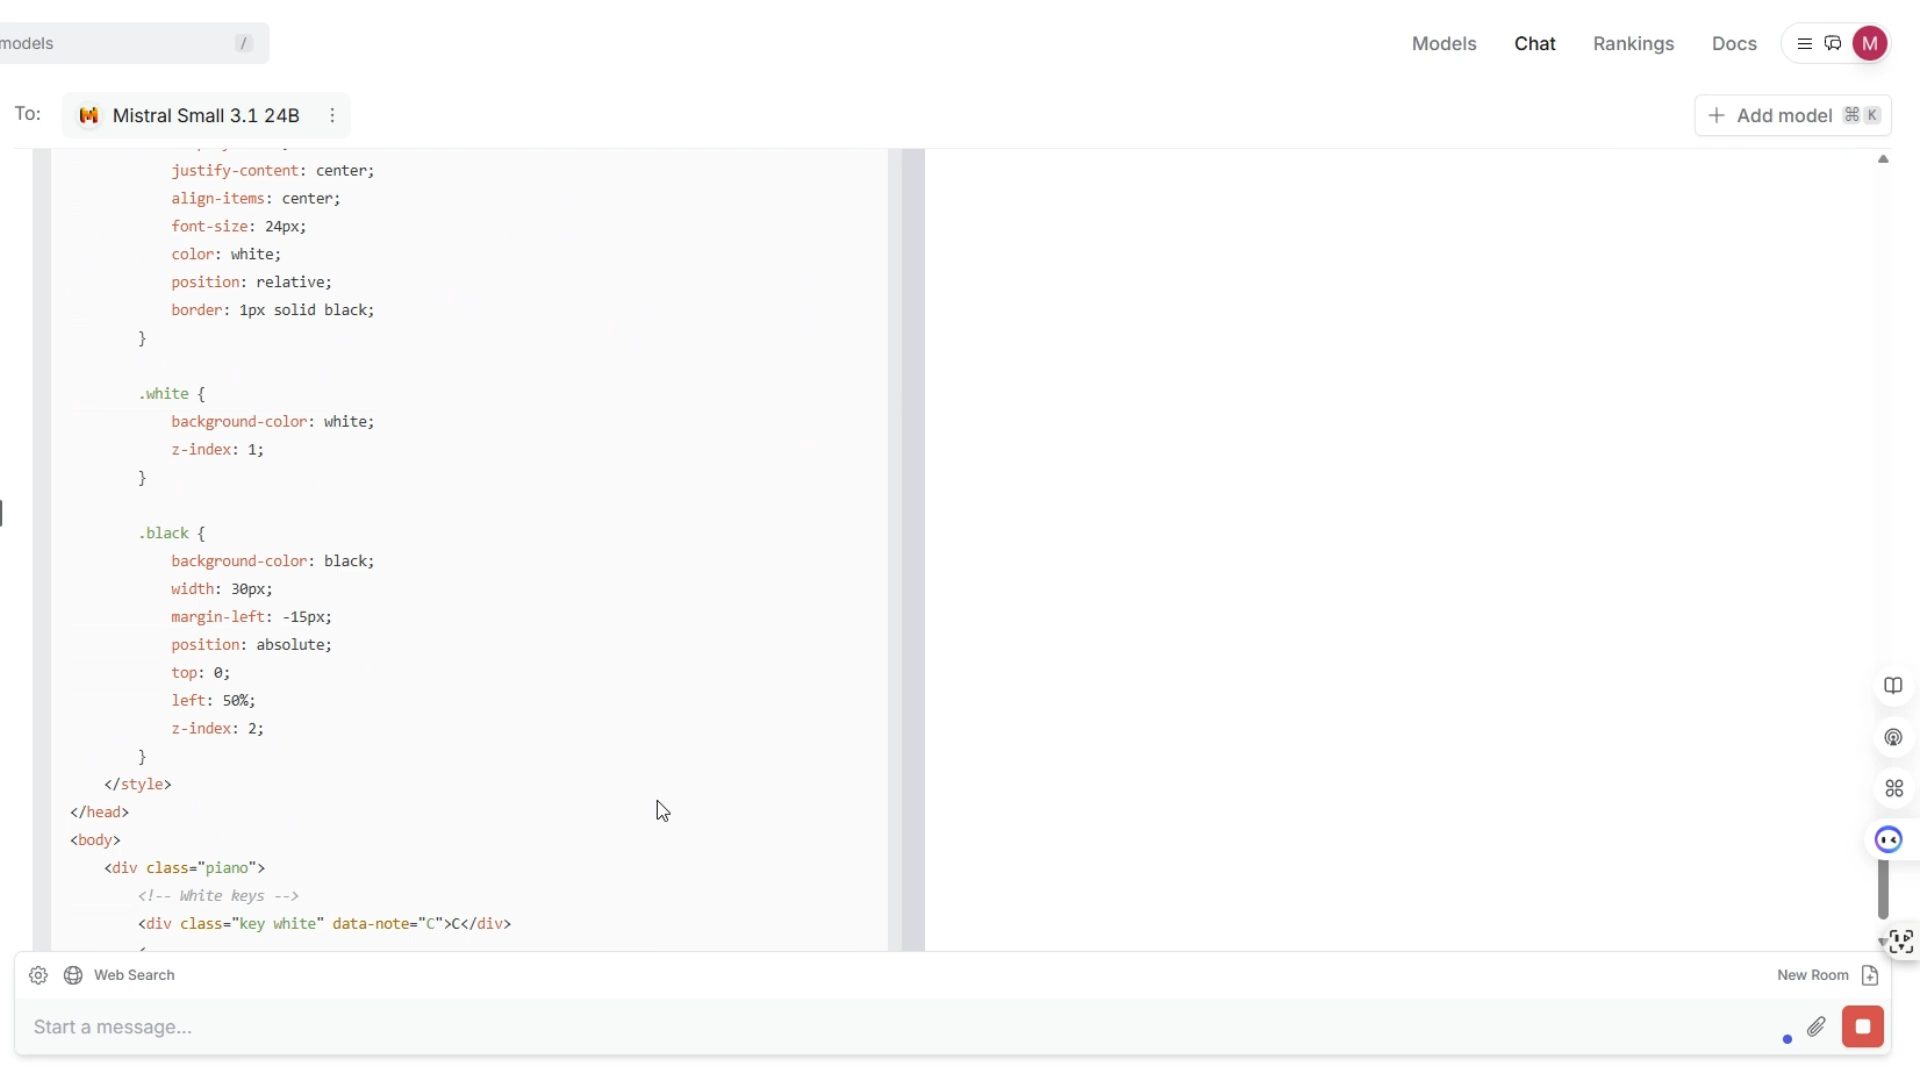 models /
Models Chat Rankings Docs M
To: Mistral Small 3.1 24B
Add model ⌘ K
justify-content: center;
align-items: center;
font-size: 24px;
color: white;
position: relative;
border: 1px solid black;
}
.white {
background-color: white;
z-index: 1;
}
.black {
background-color: black;
width: 30px;
margin-left: -15px;
position: absolute;
top: 0;
left: 50%;
z-index: 2;
}
</style>
</head>
<body>
<div class="piano">
<!-- White keys -->
<div class="key white" data-note="C">C</div>
<
Web Search
New Room
Start a message...